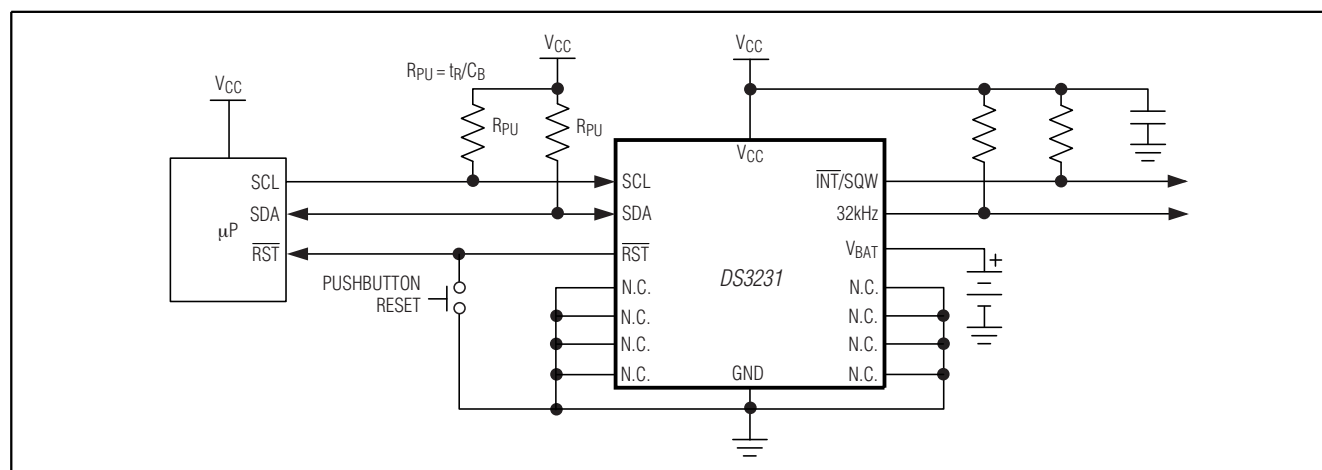 VCC
VCC
RPU = tR/CB
VCC
RPU
RPU
VCC
SCL
SCL
INT/SQW
SDA
SDA
32kHz
μP
RST
RST
VBAT
+
PUSHBUTTON
RESET
DS3231
N.C.
N.C.
N.C.
N.C.
N.C.
N.C.
N.C.
GND
N.C.